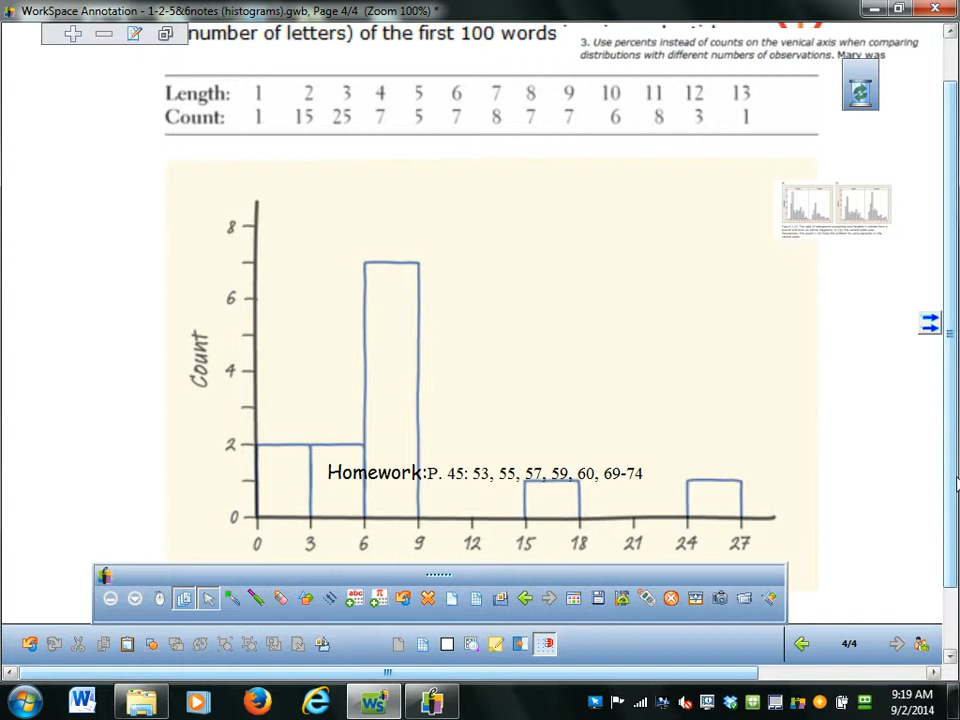 WorkSpace Annotation - 1-2-5&6notes (histograms).gwb, Page 4/4 (Zoom 100%) *
number of letters) of the first 100 words
3. Use percents instead of counts on the venical axis when comparing
distributions with different numbers of observations. Mary was
Length: 1 2 3 4 5 6 7 8 9 10 11 12 13
Count: 1 15 25 7 5 7 8 7 7 6 8 3 1
8
6
Count
4
2
Homework:P. 45: 53, 55, 57, 59, 60, 69-74
0
0 3 6 9 12 15 18 21 24 27
abc
4/4
9:19 AM
9/2/2014